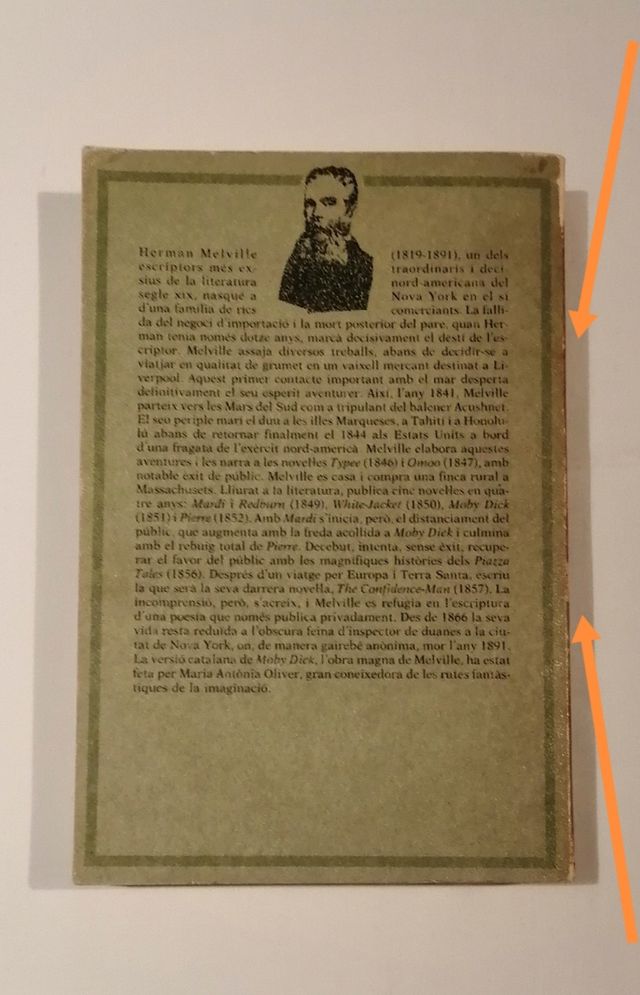 Herman Melville (1819-1891), un dels
escriptors més extraordinaris i deci-
sius de la literatura nord-americana del
segle XIX, nasqué a Nova York en el si
d'una família de rics comerciants. La falli-
da del negoci d'importació i la mort posterior del pare, quan Her-
man tenia només dotze anys, marcà decisivament el destí de l'es-
criptor. Melville assaja diversos treballs, abans de decidir-se a
viatjar en qualitat de grumet en un vaixell mercant destinat a Li-
verpool. Aquest primer contacte important amb el mar desperta
definitivament el seu esperit aventurer. Així, l'any 1841, Melville
parteix vers les Mars del Sud com a tripulant del balener Acushnet.
El seu periple marí el duu a les illes Marqueses, a Tahití i a Honolu-
lú abans de retornar finalment el 1844 als Estats Units a bord
d'una fragata de l'exèrcit nord-americà. Melville elabora aquestes
aventures i les narra a les novel·les Typee (1846) i Omoo (1847), amb
notable èxit de públic. Melville es casa i compra una finca rural a
Massachusets. Lliurat a la literatura, publica cinc novel·les en qua-
tre anys: Mardi i Redburn (1849), White-Jacket (1850), Moby Dick
(1851) i Pierre (1852). Amb Mardi s'inicia, però, el distanciament del
públic, que augmenta amb la freda acollida a Moby Dick i culmina
amb el rebuig total de Pierre. Decebut, intenta, sense èxit, recupe-
rar el favor del públic amb les magnífiques històries dels Piazza
Tales (1856). Després d'un viatge per Europa i Terra Santa, escriu
la que serà la seva darrera novel·la, The Confidence-Man (1857). La
incomprensió, però, s'acreix, i Melville es refugia en l'escriptura
d'una poesia que només publica privadament. Des de 1866 la seva
vida resta reduïda a l'obscura feina d'inspector de duanes a la ciu-
tat de Nova York, on, de manera gairebé anònima, mor l'any 1891.
La versió catalana de Moby Dick, l'obra magna de Melville, ha estat
feta per Maria Antònia Oliver, gran coneixedora de les rutes fantàs-
tiques de la imaginació.